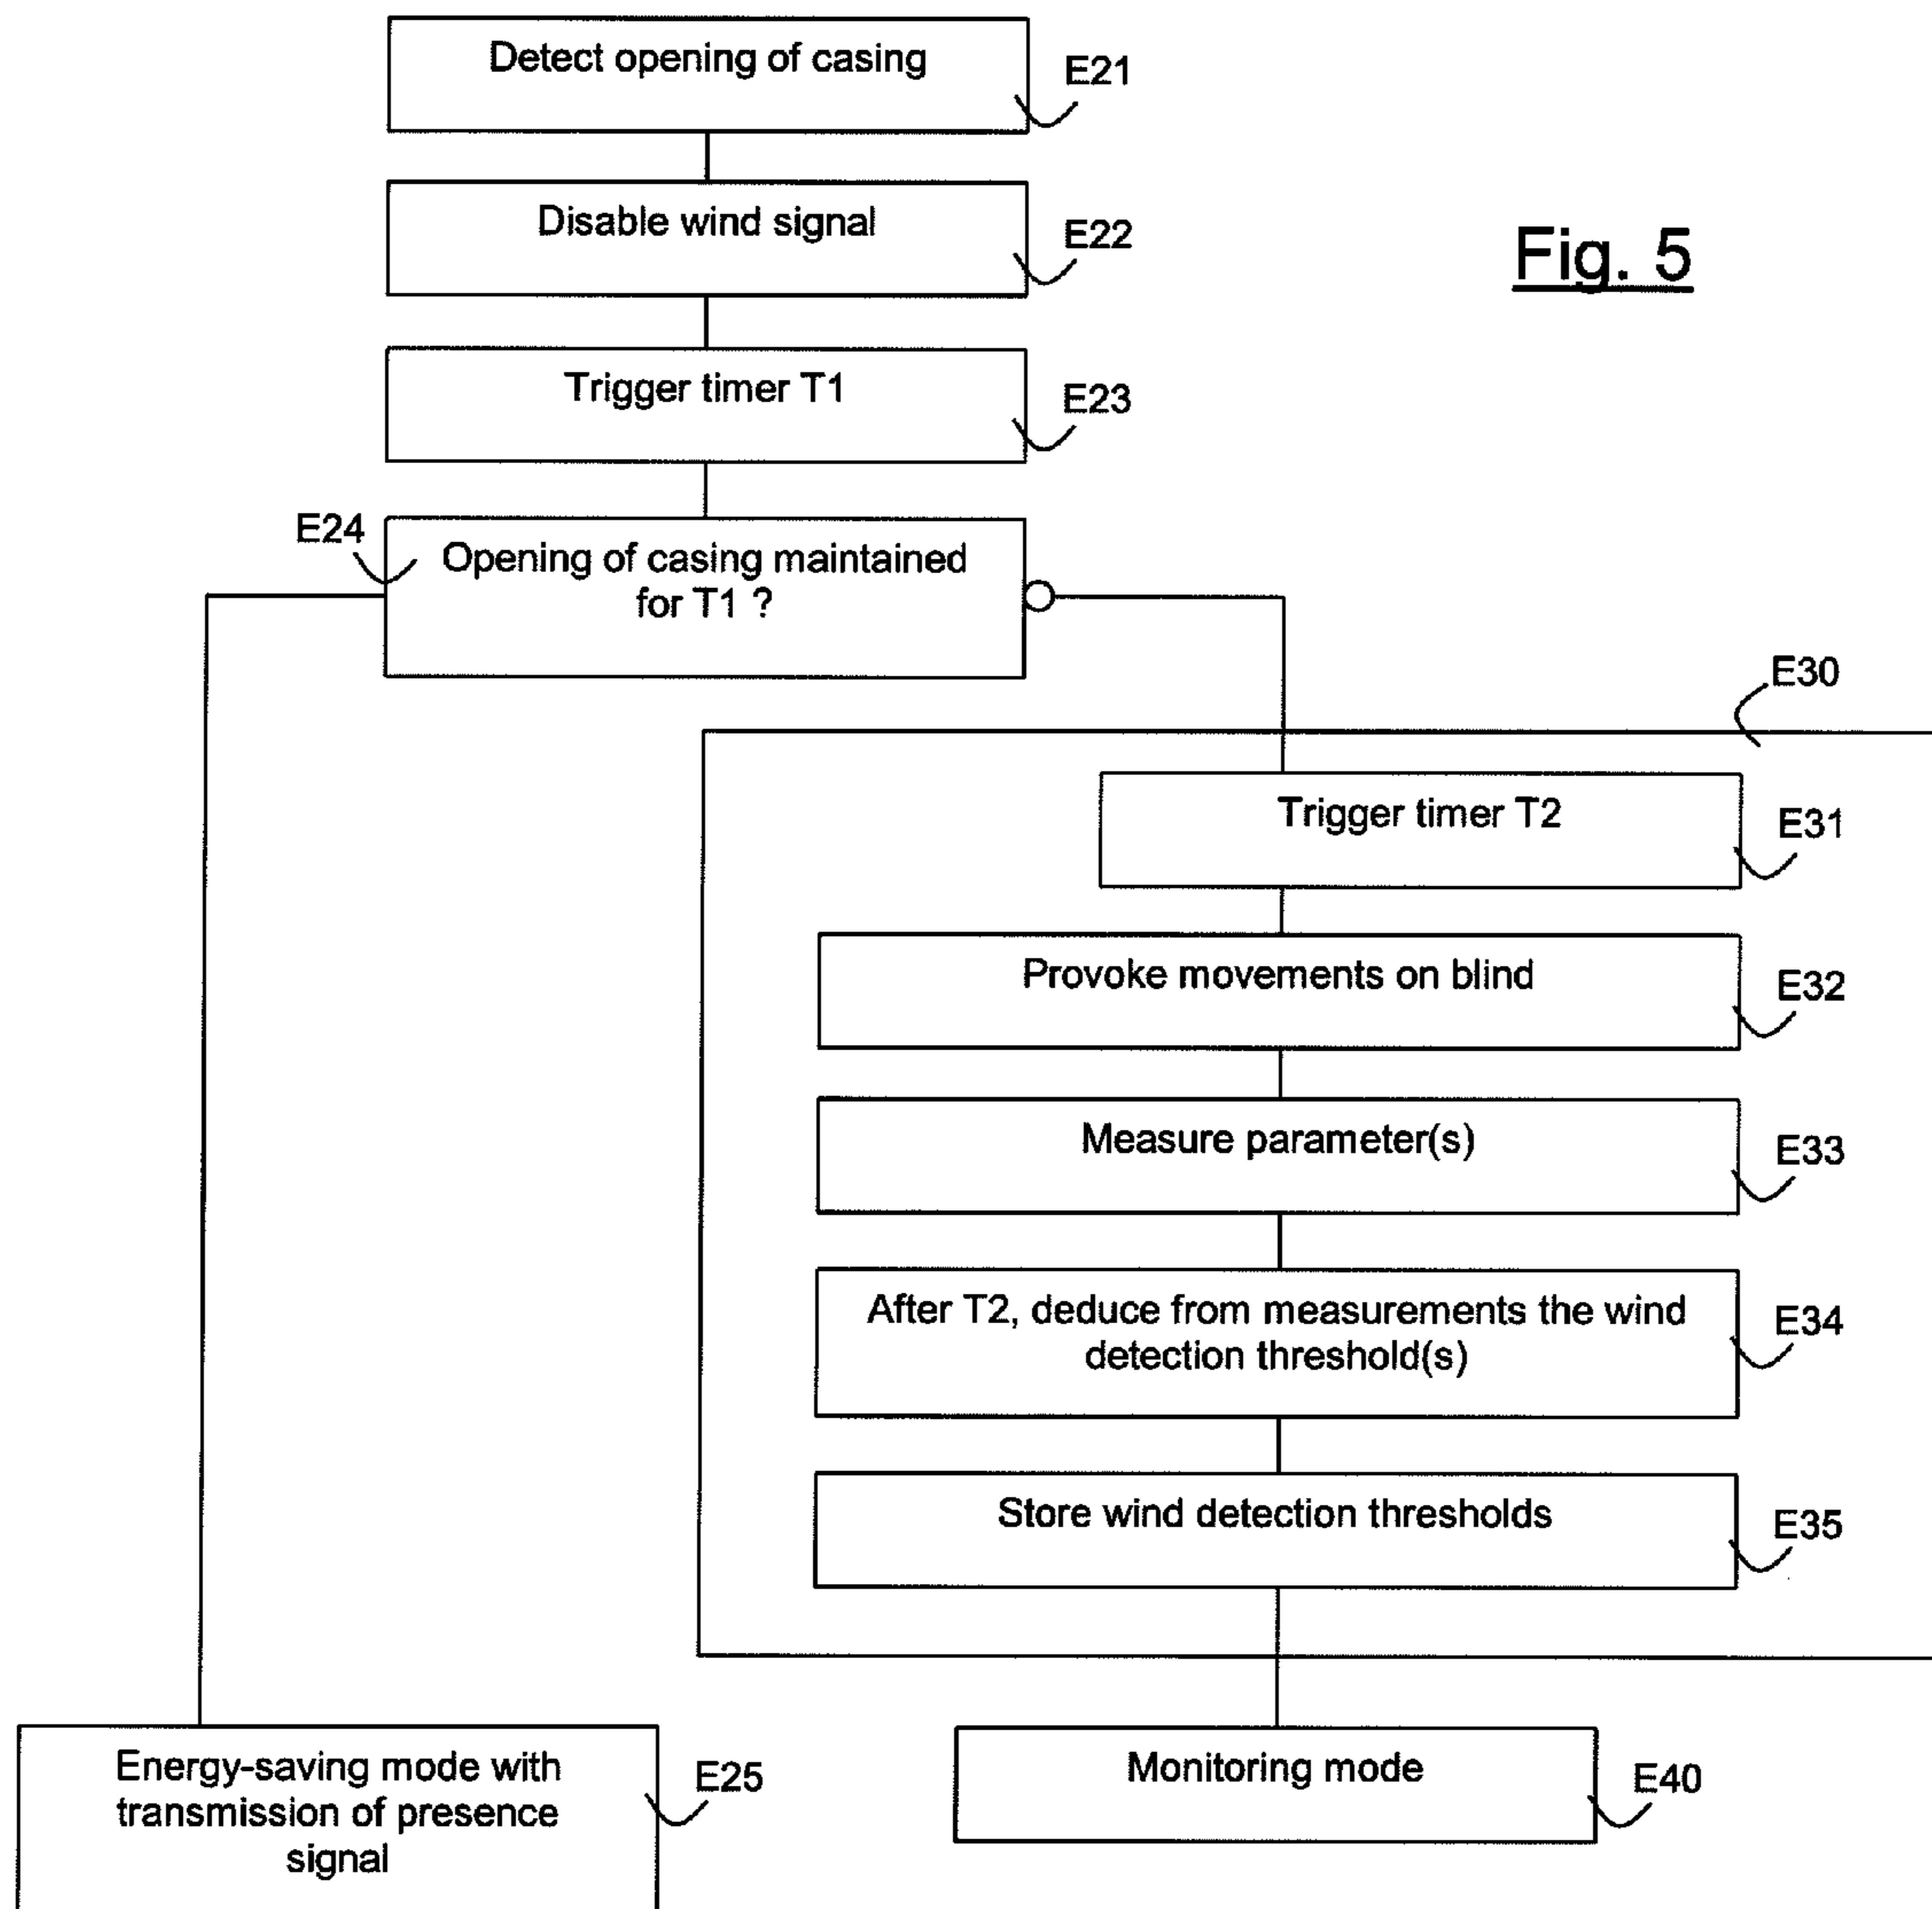 Detect opening of casing
E21
Disable wind signal
E22
Fig. 5
Trigger timer T1
E23
E24
Opening of casing maintained
for T1 ?
E30
Trigger timer T2
E31
Provoke movements on blind
E32
Measure parameter(s)
E33
After T2, deduce from measurements the wind
detection threshold(s)
E34
Store wind detection thresholds
E35
Energy-saving mode with
transmission of presence
signal
E25
Monitoring mode
E40